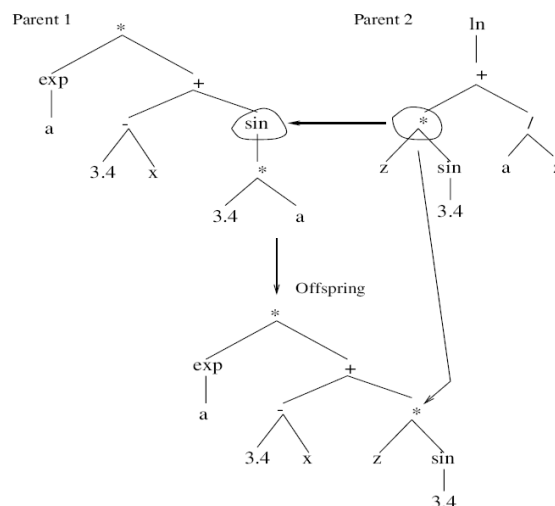 Parent 1
*
exp
+
a
-
sin
3.4
x
*
3.4
a
Parent 2
ln
+
*
/
z
sin
a
3.4
Offspring
*
exp
+
a
-
*
3.4
x
z
sin
3.4